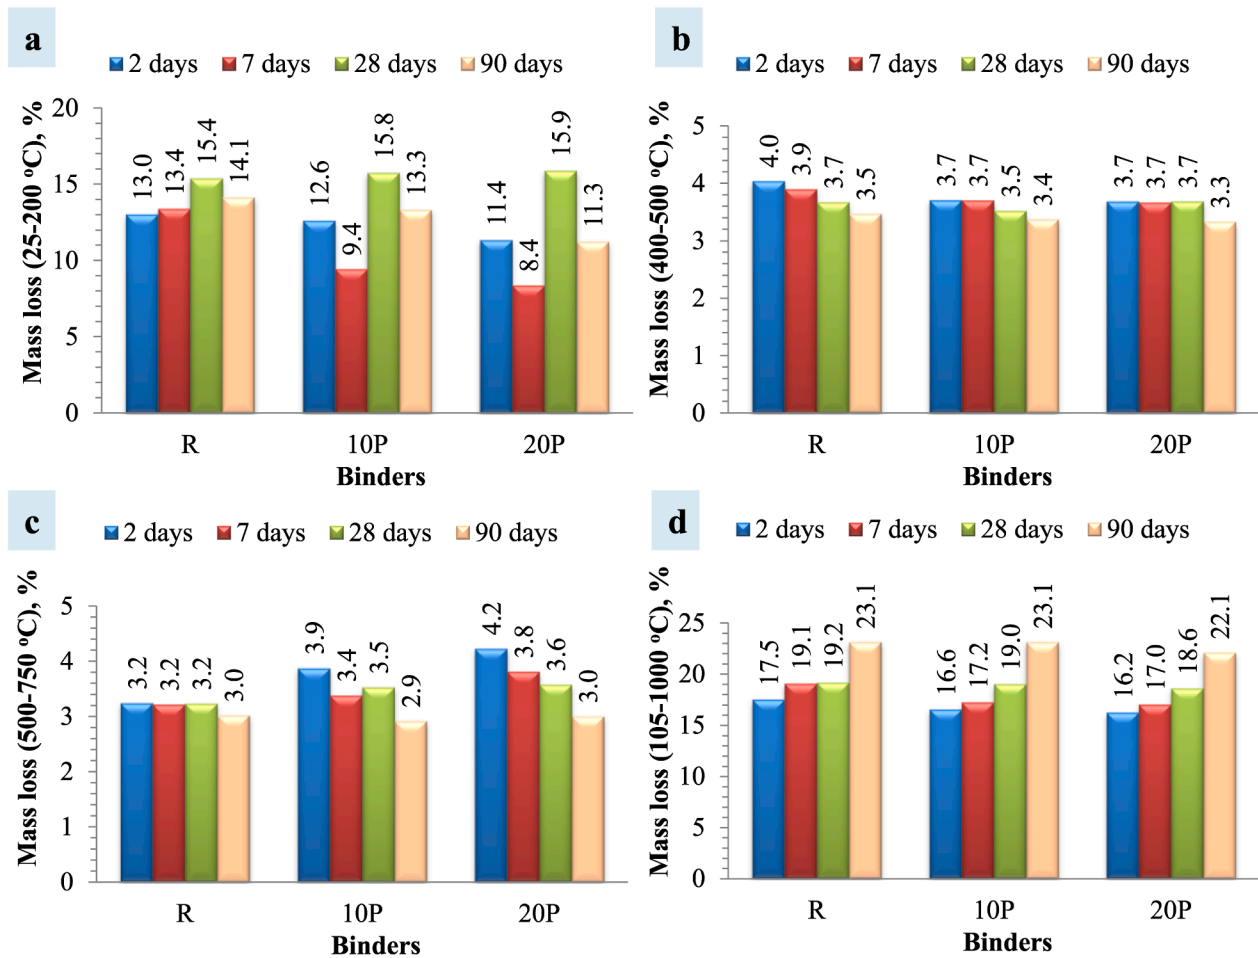 a
2 days 7 days 28 days 90 days
Mass loss (25-200 °C), %
20
15
10
5
0
13.0 13.4 15.4 14.1
12.6 9.4 15.8 13.3
11.4 8.4 15.9 11.3
R 10P 20P
Binders
b
2 days 7 days 28 days 90 days
Mass loss (400-500 °C), %
5
4
3
2
1
0
4.0 3.9 3.7 3.5
3.7 3.7 3.5 3.4
3.7 3.7 3.7 3.3
R 10P 20P
Binders
c
2 days 7 days 28 days 90 days
Mass loss (500-750 °C), %
5
4
3
2
1
0
3.2 3.2 3.2 3.0
3.9 3.4 3.5 2.9
4.2 3.8 3.6 3.0
R 10P 20P
Binders
d
2 days 7 days 28 days 90 days
Mass loss (105-1000 °C), %
25
20
15
10
5
0
17.5 19.1 19.2 23.1
16.6 17.2 19.0 23.1
16.2 17.0 18.6 22.1
R 10P 20P
Binders